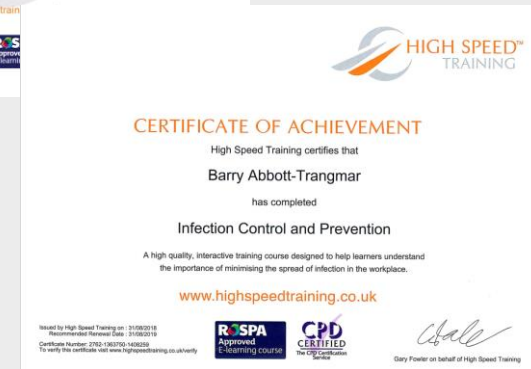 train
HIGH SPEED™
TRAINING
CERTIFICATE OF ACHIEVEMENT
High Speed Training certifies that
Barry Abbott-Trangmar
has completed
Infection Control and Prevention
A high quality, interactive training course designed to help learners understand
the importance of minimising the spread of infection in the workplace.
www.highspeedtraining.co.uk
Issued by High Speed Training on : 31/08/2018
Recommended Renewal Date : 31/08/2019
Certificate Number: 2762-1363750-1406259
To verify this certificate visit www.highspeedtraining.co.uk/verify
RoSPA
Approved
E-learning course
CPD
CERTIFIED
The CPD Certification
Service
Gary Fowler on behalf of High Speed Training